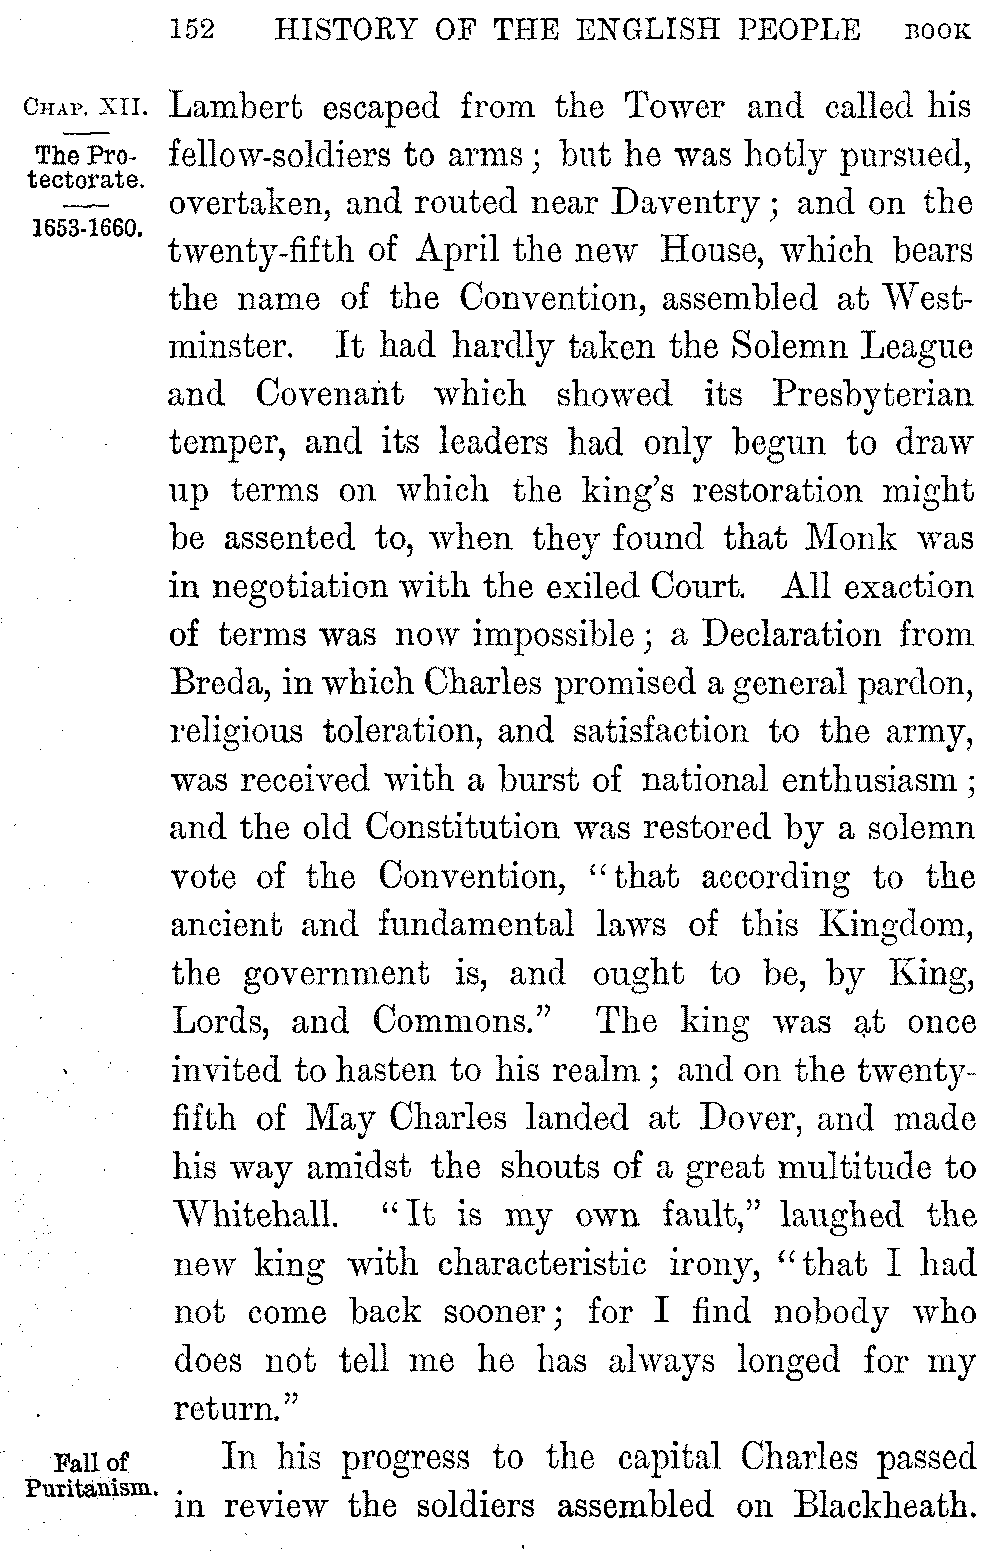 152 HISTORY OF THE ENGLISH PEOPLE BOOK
CHAP. XII.
The Pro-
tectorate.
1653-1660.
Lambert escaped from the Tower and called his
fellow-soldiers to arms; but he was hotly pursued,
overtaken, and routed near Daventry; and on the
twenty-fifth of April the new House, which bears
the name of the Convention, assembled at West-
minster. It had hardly taken the Solemn League
and Covenant which showed its Presbyterian
temper, and its leaders had only begun to draw
up terms on which the king's restoration might
be assented to, when they found that Monk was
in negotiation with the exiled Court. All exaction
of terms was now impossible; a Declaration from
Breda, in which Charles promised a general pardon,
religious toleration, and satisfaction to the army,
was received with a burst of national enthusiasm;
and the old Constitution was restored by a solemn
vote of the Convention, "that according to the
ancient and fundamental laws of this Kingdom,
the government is, and ought to be, by King,
Lords, and Commons." The king was at once
invited to hasten to his realm; and on the twenty-
fifth of May Charles landed at Dover, and made
his way amidst the shouts of a great multitude to
Whitehall. "It is my own fault," laughed the
new king with characteristic irony, "that I had
not come back sooner; for I find nobody who
does not tell me he has always longed for my
return."
Fall of
Puritanism.
In his progress to the capital Charles passed
in review the soldiers assembled on Blackheath.